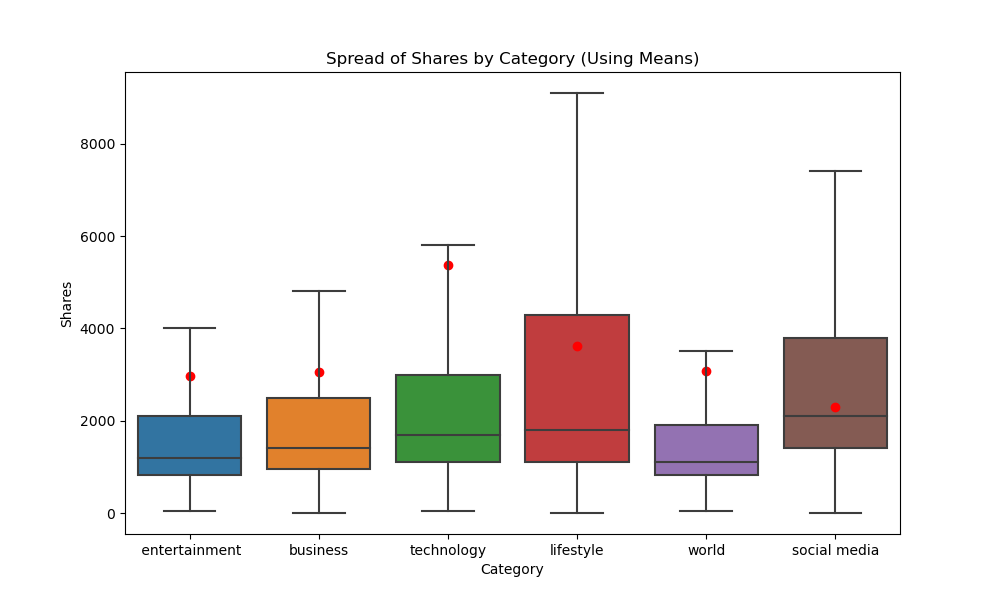 Spread of Shares by Category (Using Means)
8000
6000
4000
2000
0
Shares
entertainment business technology lifestyle world social media
Category